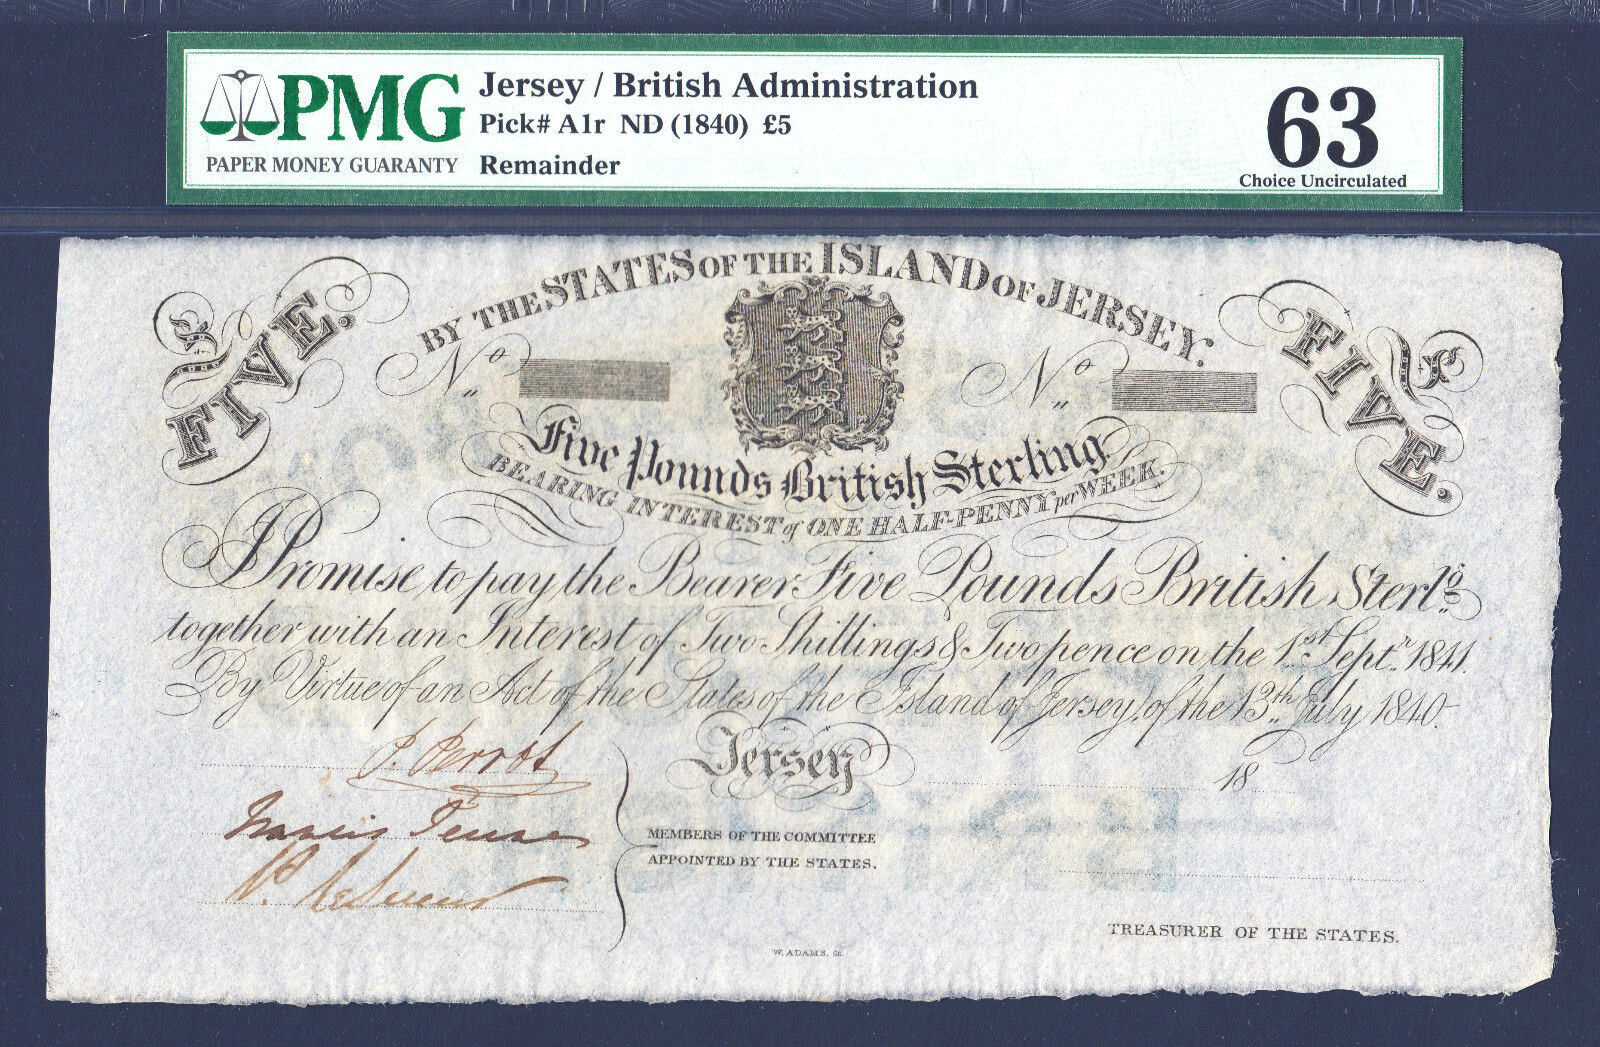 PMG
PAPER MONEY GUARANTY
Jersey / British Administration
Pick# A1r ND (1840) £5
Remainder
63
Choice Uncirculated
BY THE STATES OF THE ISLAND OF JERSEY.
£ FIVE.
£ FIVE.
No
No
Five Pounds British Sterling
BEARING INTEREST of ONE HALF-PENNY per WEEK.
I Promise to pay the Bearer Five Pounds British Sterlg
together with an Interest of Two Shillings & Twopence on the 1st Septr 1841.
By Virtue of an Act of the States of the Island of Jersey, of the 13th July 1840.
P. Perrot
Jersey 18
Francis
MEMBERS OF THE COMMITTEE
APPOINTED BY THE STATES.
TREASURER OF THE STATES.
W. ADAMS, Sc.